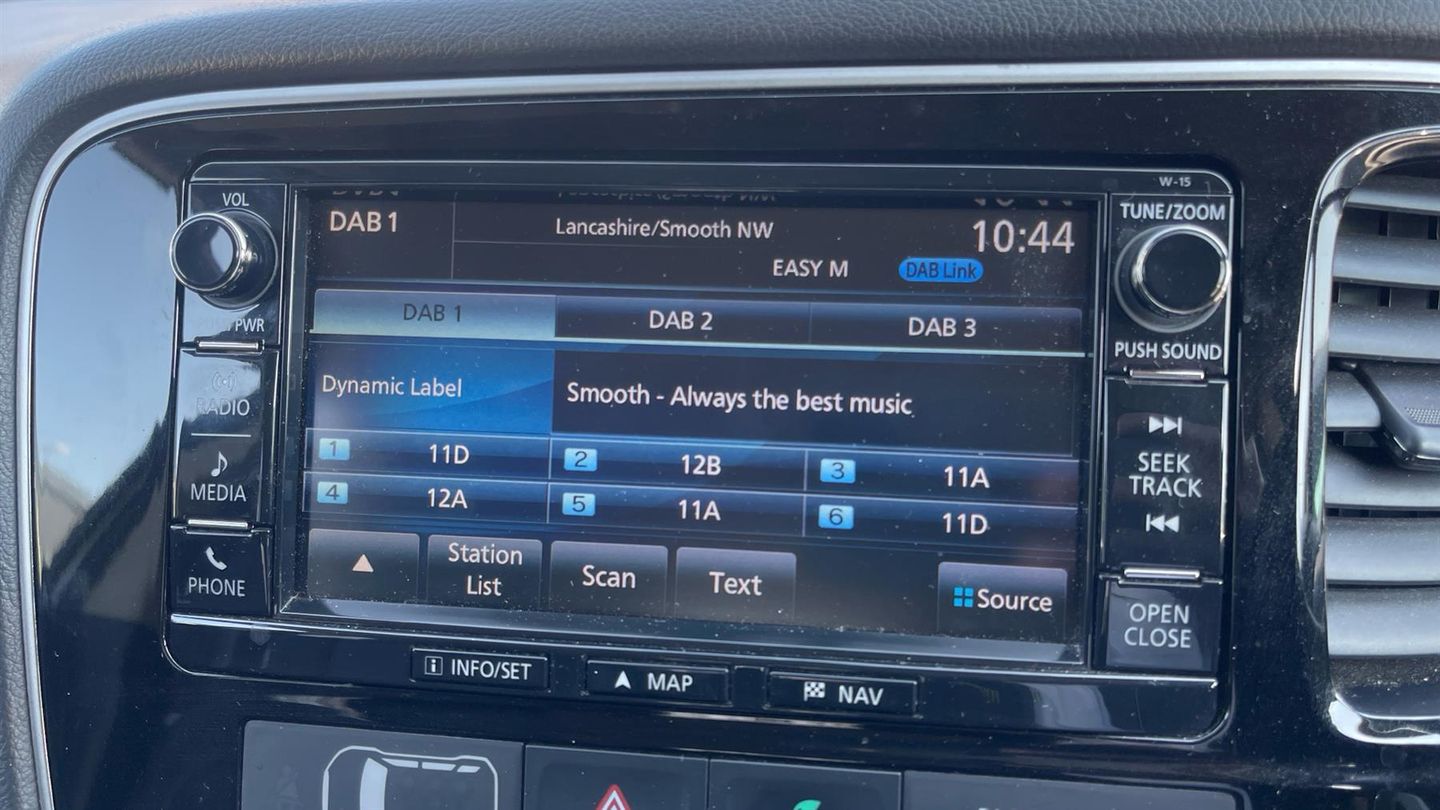 W-15
VOL
DAB 1
Lancashire/Smooth NW
10:44
TUNE/ZOOM
EASY M
DAB Link
DAB 1
DAB 2
DAB 3
PWR
PUSH SOUND
RADIO
Dynamic Label
Smooth - Always the best music
1 11D
2 12B
3 11A
SEEK
TRACK
MEDIA
4 12A
5 11A
6 11D
PHONE
Station
List
Scan
Text
Source
OPEN
CLOSE
INFO/SET
MAP
NAV